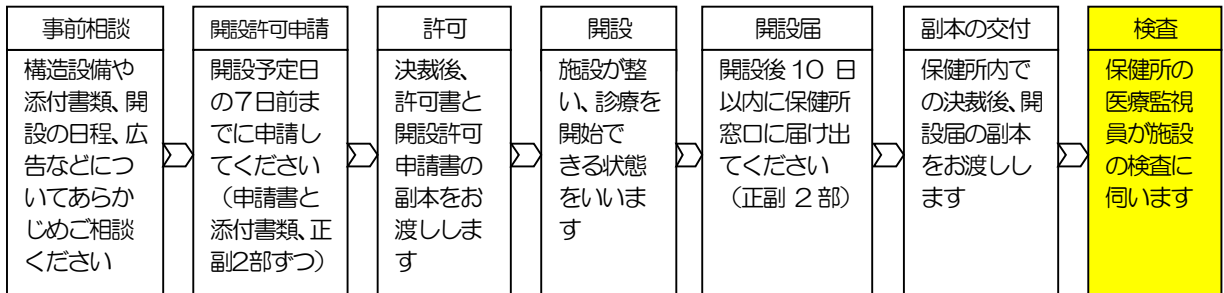 事前相談
構造設備や
添付書類、開
設の日程、広
告などにつ
いてあらか
じめご相談
ください
開設許可申請
開設予定日
の7日前ま
でに申請し
てください
（申請書と
添付書類、正
副2部ずつ）
許可
決裁後、
許可書と
開設許可
申請書の
副本をお
渡ししま
す
開設
施設が整
い、診療を
開始で
きる状態
をいいま
す
開設届
開設後 10 日
以内に保健所
窓口に届け出
てください
（正副 2 部）
副本の交付
保健所内で
の決裁後、開
設届の副本
をお渡しし
ます
検査
保健所の
医療監視
員が施設
の検査に
伺います